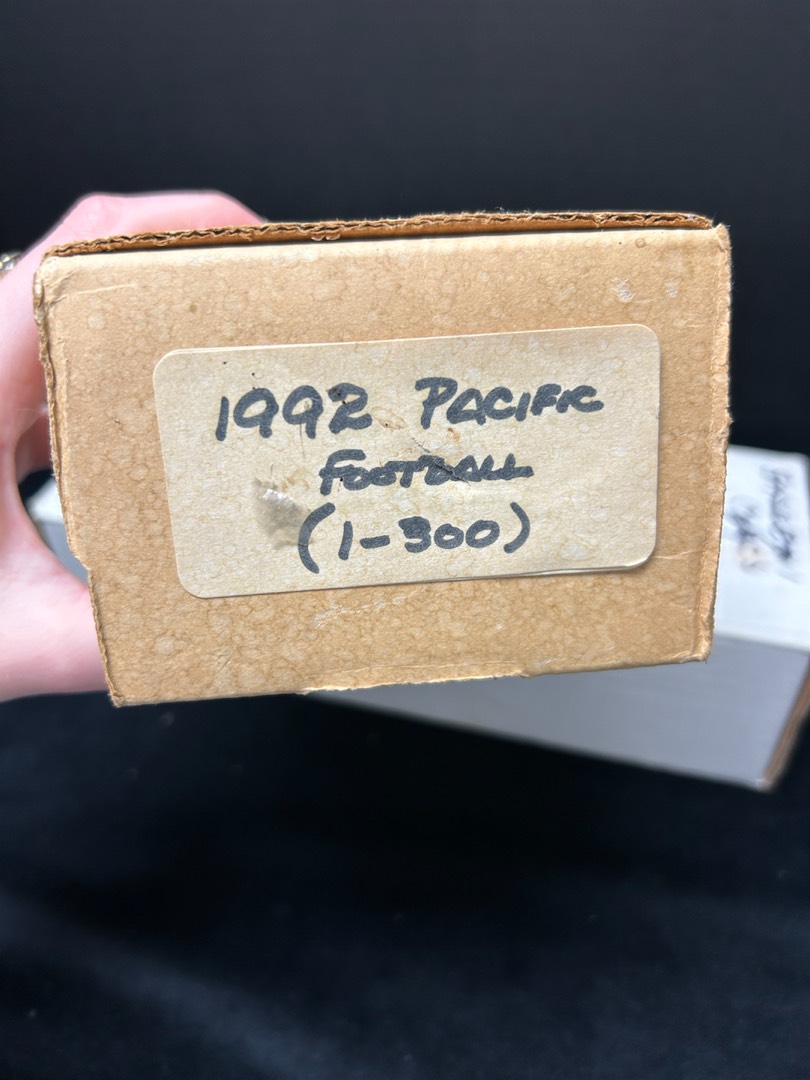 1992 PACIFIC
FOOTBALL
(1-300)